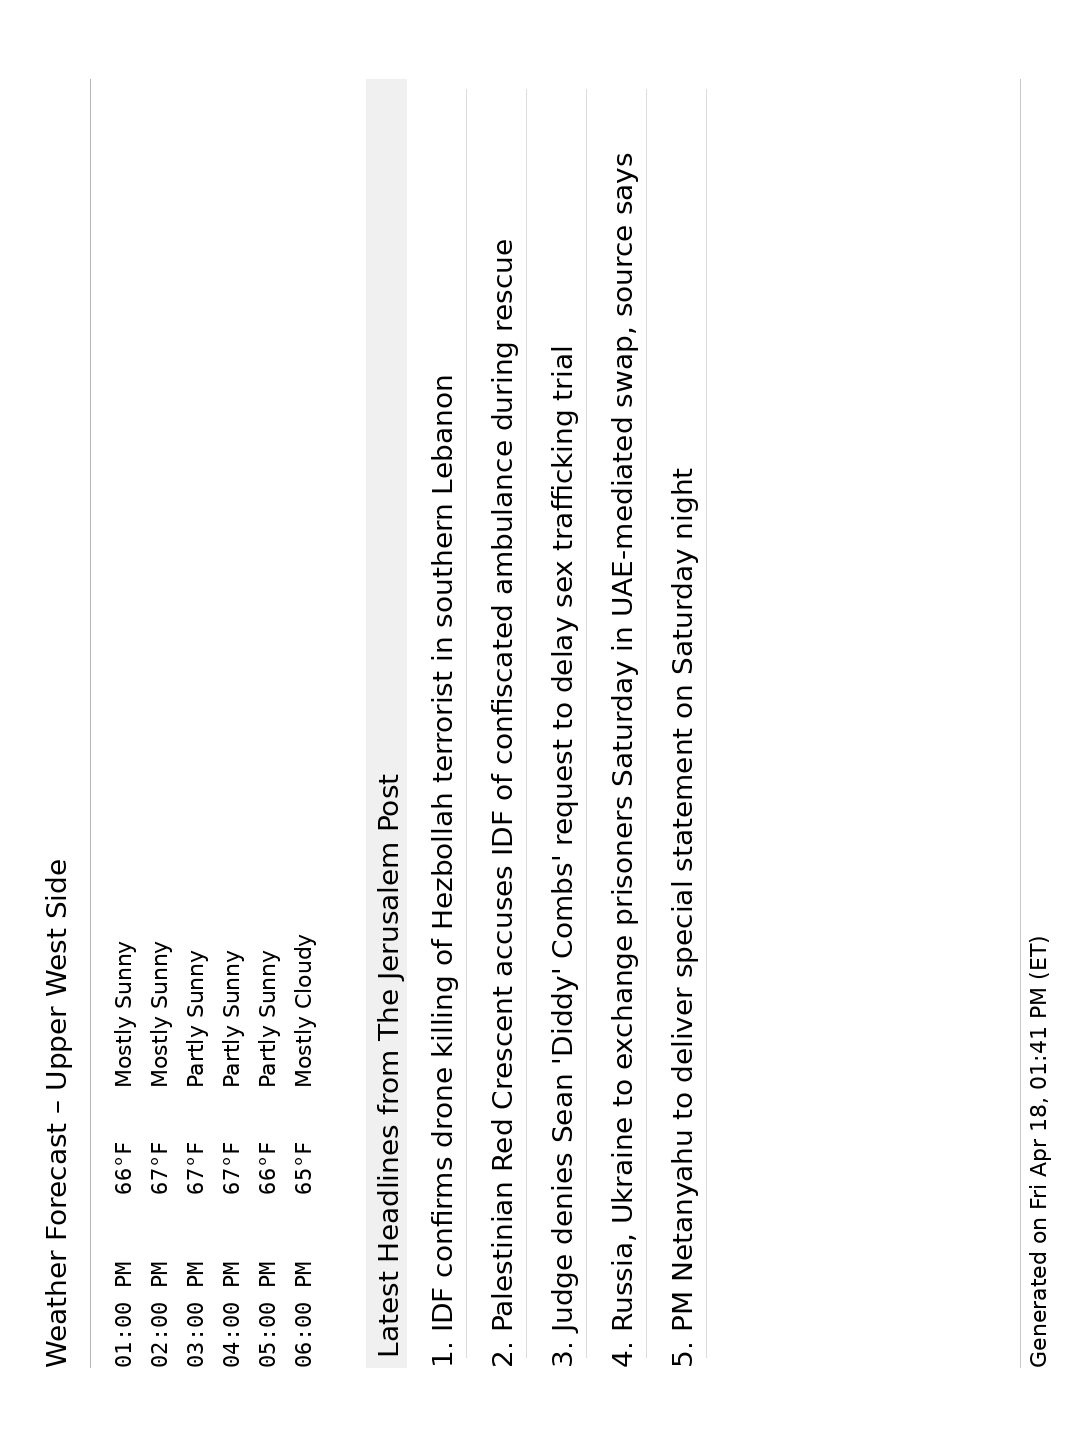 Weather Forecast – Upper West Side
01:00 PM 66°F Mostly Sunny
02:00 PM 67°F Mostly Sunny
03:00 PM 67°F Partly Sunny
04:00 PM 67°F Partly Sunny
05:00 PM 66°F Partly Sunny
06:00 PM 65°F Mostly Cloudy
Latest Headlines from The Jerusalem Post
1. IDF confirms drone killing of Hezbollah terrorist in southern Lebanon
2. Palestinian Red Crescent accuses IDF of confiscated ambulance during rescue
3. Judge denies Sean 'Diddy' Combs' request to delay sex trafficking trial
4. Russia, Ukraine to exchange prisoners Saturday in UAE-mediated swap, source says
5. PM Netanyahu to deliver special statement on Saturday night
Generated on Fri Apr 18, 01:41 PM (ET)